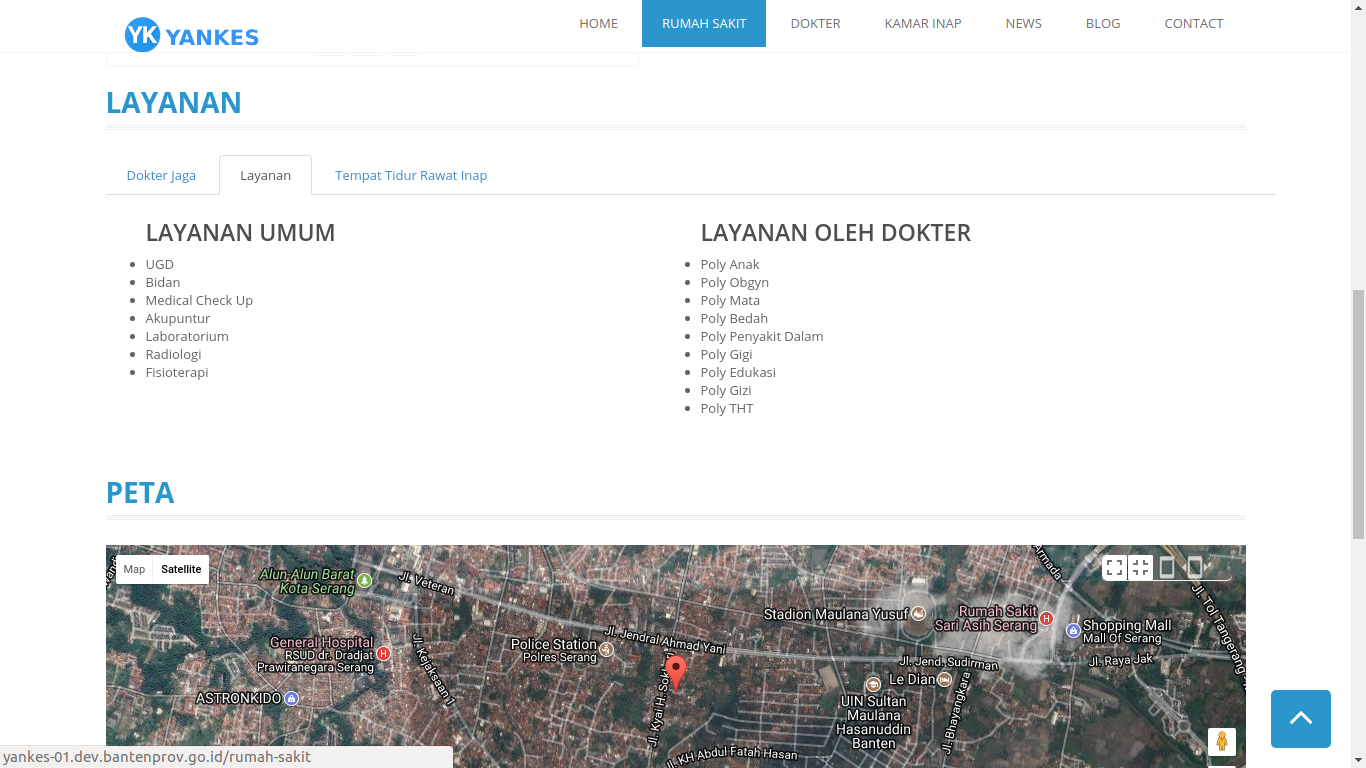 YK YANKES
HOME
RUMAH SAKIT
DOKTER
KAMAR INAP
NEWS
BLOG
CONTACT
LAYANAN
Dokter Jaga
Layanan
Tempat Tidur Rawat Inap
LAYANAN UMUM
UGD
Bidan
Medical Check Up
Akupuntur
Laboratorium
Radiologi
Fisioterapi
LAYANAN OLEH DOKTER
Poly Anak
Poly Obgyn
Poly Mata
Poly Bedah
Poly Penyakit Dalam
Poly Gigi
Poly Edukasi
Poly Gizi
Poly THT
PETA
Map
Satellite
Alun-Alun Barat
Kota Serang
Jl. Veteran
General Hospital
RSUD dr. Dradjat
Prawiranegara Serang
Jl. Kejaksaan 1
ASTRONKIDO
Police Station
Polres Serang
Jl. Jendral Ahmad Yani
Jl. Kyai H. Sok
Stadion Maulana Yusuf
Rumah Sakit
Sari Asih Serang
Shopping Mall
Mall Of Serang
Jl. Tol Tangerang
Jl. Jend. Sudirman
Jl. Raya Jak
Le Dian
UIN Sultan
Maulana
Hasanuddin
Banten
Jl. Bhayangkara
Jl. KH Abdul Fatah Hasan
yankes-01.dev.bantenprov.go.id/rumah-sakit